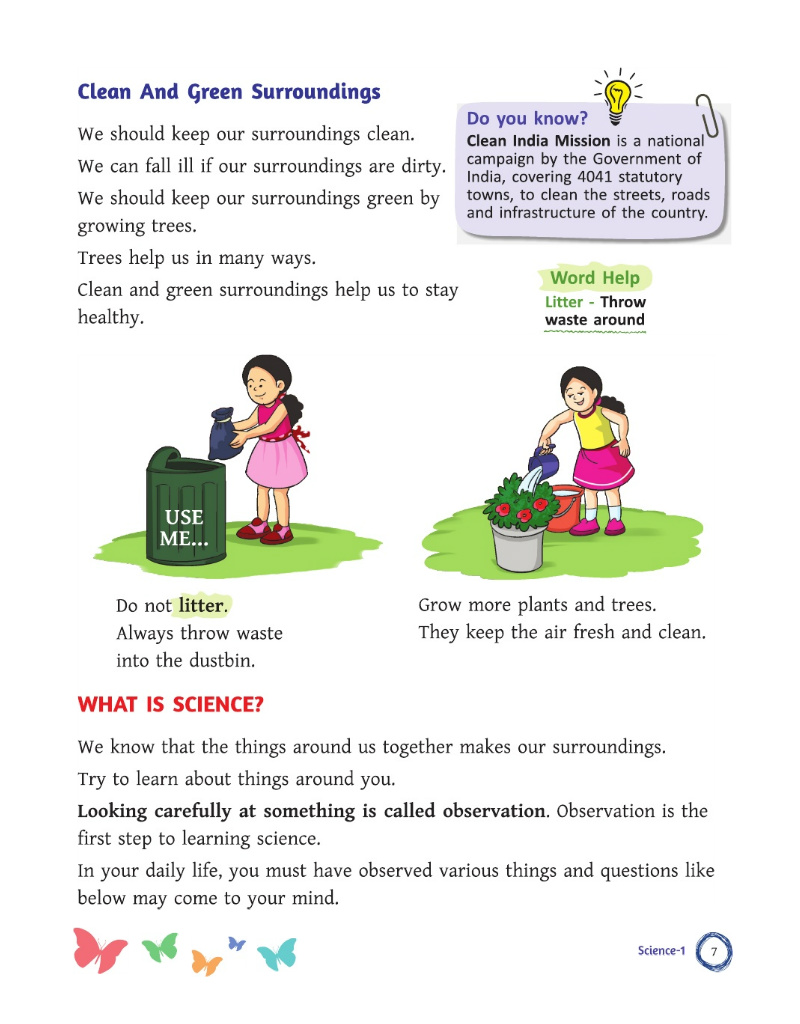 Clean And Green Surroundings
We should keep our surroundings clean.
We can fall ill if our surroundings are dirty.
We should keep our surroundings green by
growing trees.
Trees help us in many ways.
Clean and green surroundings help us to stay
healthy.
Do you know?
Clean India Mission is a national
campaign by the Government of
India, covering 4041 statutory
towns, to clean the streets, roads
and infrastructure of the country.
Word Help
Litter - Throw
waste around
USE
ME...
Do not litter.
Always throw waste
into the dustbin.
Grow more plants and trees.
They keep the air fresh and clean.
WHAT IS SCIENCE?
We know that the things around us together makes our surroundings.
Try to learn about things around you.
Looking carefully at something is called observation. Observation is the
first step to learning science.
In your daily life, you must have observed various things and questions like
below may come to your mind.
Science-1
7